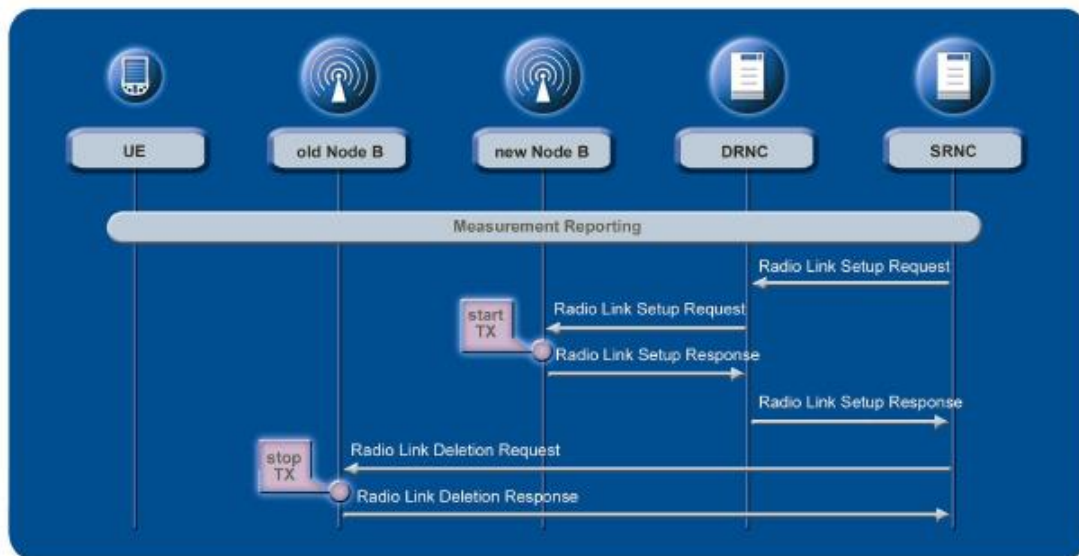 UE
old Node B
new Node B
DRNC
SRNC
Measurement Reporting
Radio Link Setup Request
start
TX
Radio Link Setup Request
Radio Link Setup Response
Radio Link Setup Response
stop
TX
Radio Link Deletion Request
Radio Link Deletion Response